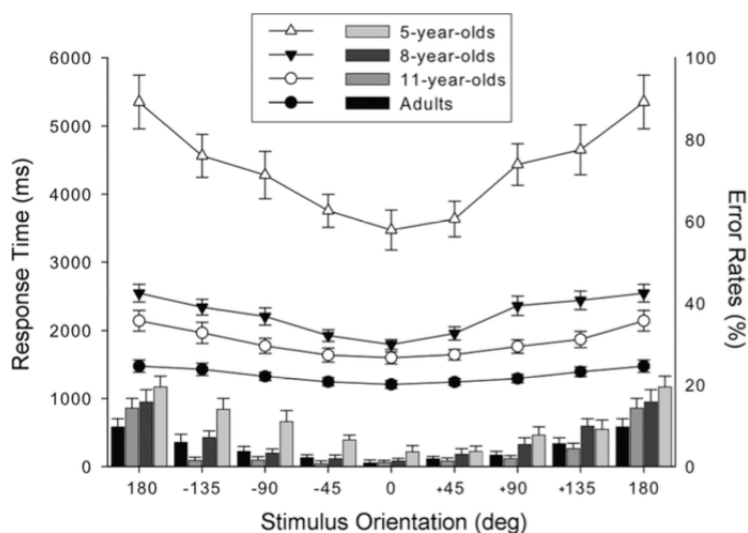 5-year-olds
8-year-olds
11-year-olds
Adults
6000
5000
4000
3000
2000
1000
0
Response Time (ms)
100
80
60
40
20
0
Error Rates (%)
180 -135 -90 -45 0 +45 +90 +135 180
Stimulus Orientation (deg)